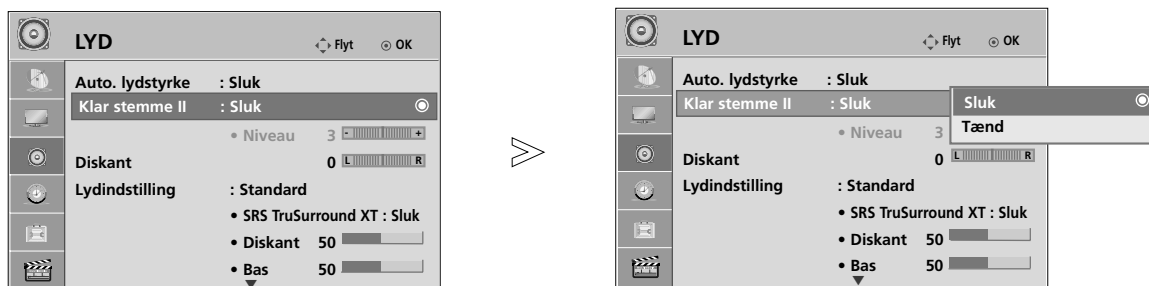 LYD
Flyt OK
Auto. lydstyrke : Sluk
Klar stemme II : Sluk
• Niveau 3 - +
Diskant 0 L R
Lydindstilling : Standard
• SRS TruSurround XT : Sluk
• Diskant 50
• Bas 50
LYD
Flyt OK
Auto. lydstyrke : Sluk
Klar stemme II : Sluk
Sluk
Tænd
• Niveau 3
Diskant 0 L R
Lydindstilling : Standard
• SRS TruSurround XT : Sluk
• Diskant 50
• Bas 50